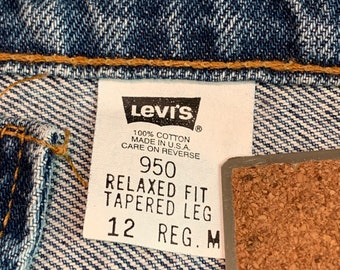 LEVI'S ®
100% COTTON
MADE IN U.S.A.
CARE ON REVERSE
950
RELAXED FIT
TAPERED LEG
12 REG. M